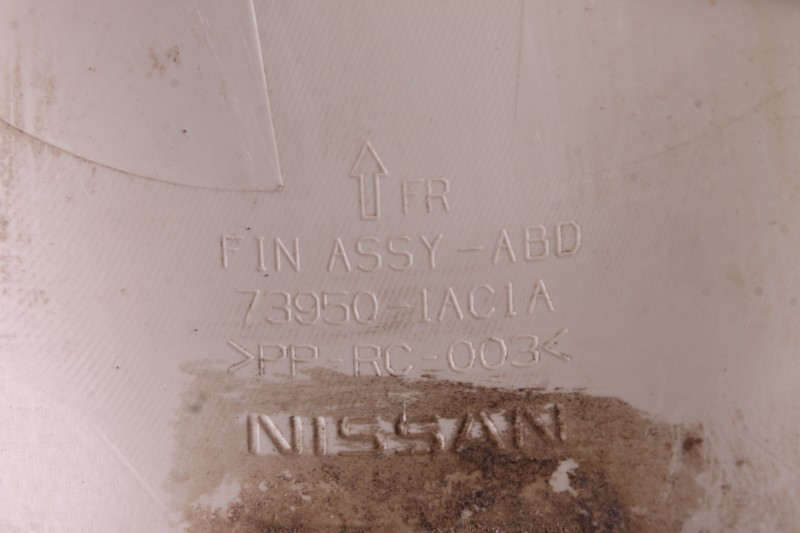 FR
FIN ASSY-ABD
73950-1AC1A
>PP-RC-003<
NISSAN